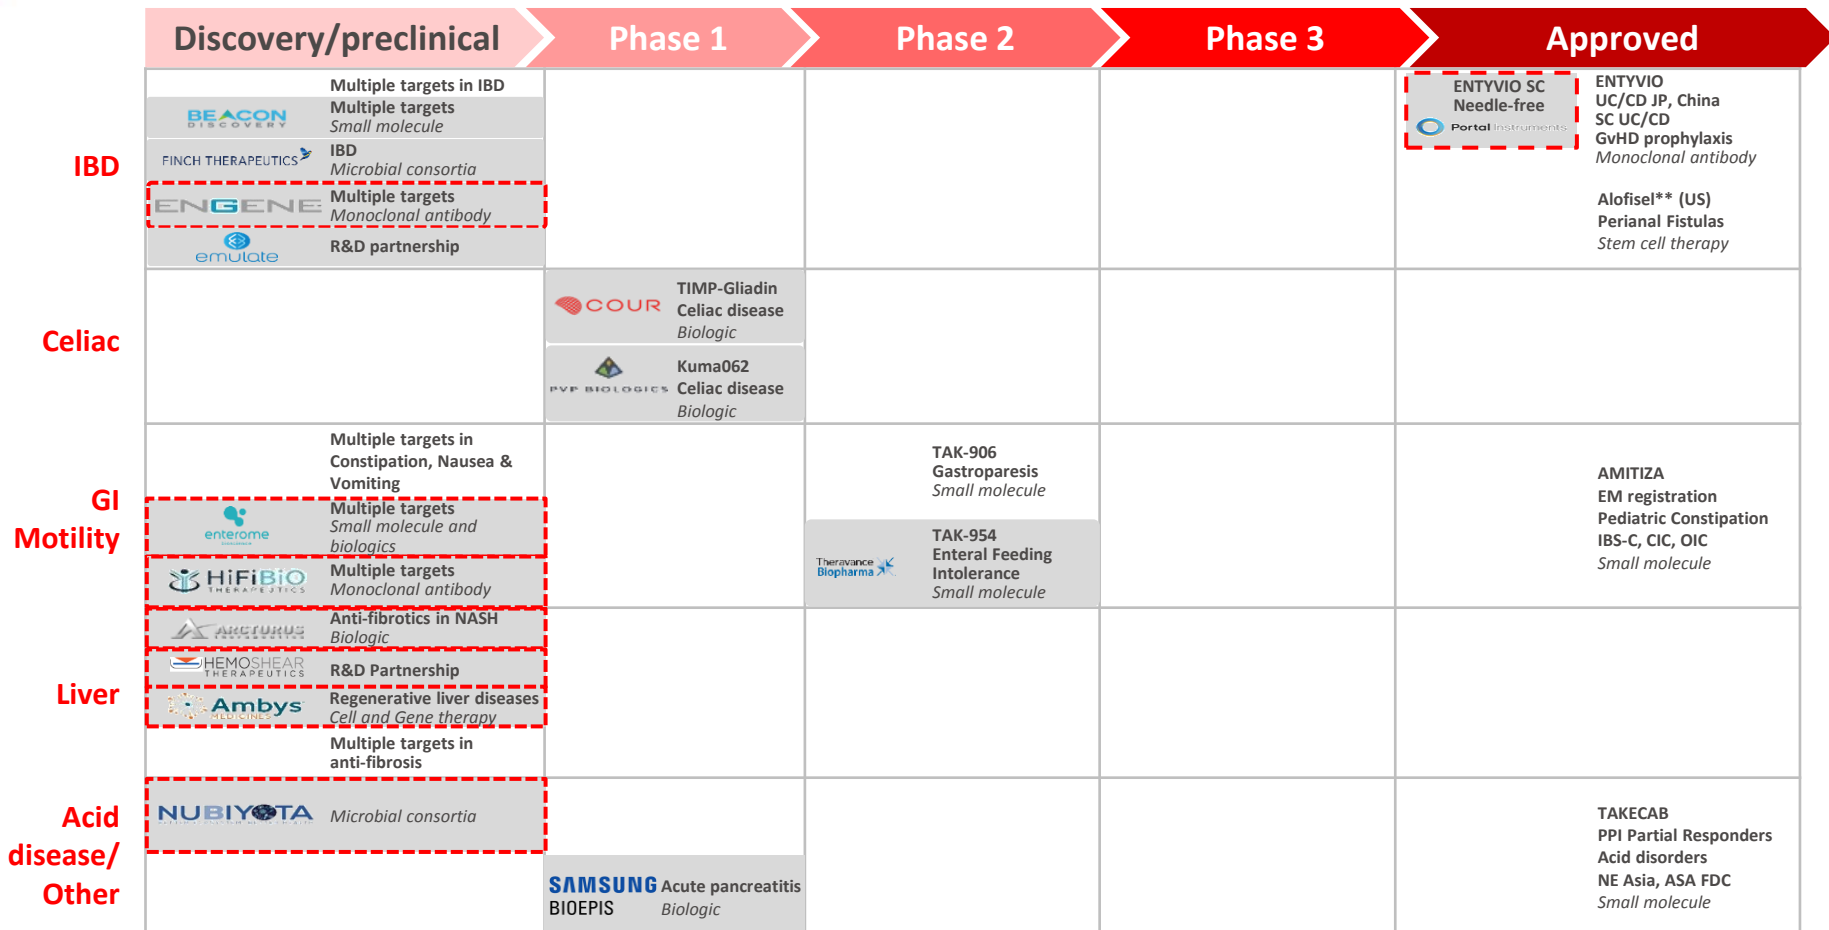 Discovery/preclinical
Phase 1
Phase 2
Phase 3
Approved
IBD
Multiple targets in IBD
BEACON
DISCOVERY
Multiple targets
Small molecule
FINCH THERAPEUTICS
IBD
Microbial consortia
ENGENE
Multiple targets
Monoclonal antibody
emulate
R&D partnership
ENTYVIO SC
Needle-free
Portal Instruments
ENTYVIO
UC/CD JP, China
SC UC/CD
GvHD prophylaxis
Monoclonal antibody
Alofisel** (US)
Perianal Fistulas
Stem cell therapy
Celiac
COUR
TIMP-Gliadin
Celiac disease
Biologic
PVP BIOLOGICS
Kuma062
Celiac disease
Biologic
GI
Motility
Multiple targets in
Constipation, Nausea &
Vomiting
enterome
Multiple targets
Small molecule and
biologics
HiFiBiO
THERAPEUTICS
Multiple targets
Monoclonal antibody
TAK-906
Gastroparesis
Small molecule
Theravance
Biopharma
TAK-954
Enteral Feeding
Intolerance
Small molecule
AMITIZA
EM registration
Pediatric Constipation
IBS-C, CIC, OIC
Small molecule
Liver
ARCTURUS
THERAPEUTICS
Anti-fibrotics in NASH
Biologic
HEMOSHEAR
THERAPEUTICS
R&D Partnership
Ambys
MEDICINES
Regenerative liver diseases
Cell and Gene therapy
Multiple targets in
anti-fibrosis
Acid
disease/
Other
NUBIYOTA
Microbial consortia
SAMSUNG
BIOEPIS
Acute pancreatitis
Biologic
TAKECAB
PPI Partial Responders
Acid disorders
NE Asia, ASA FDC
Small molecule